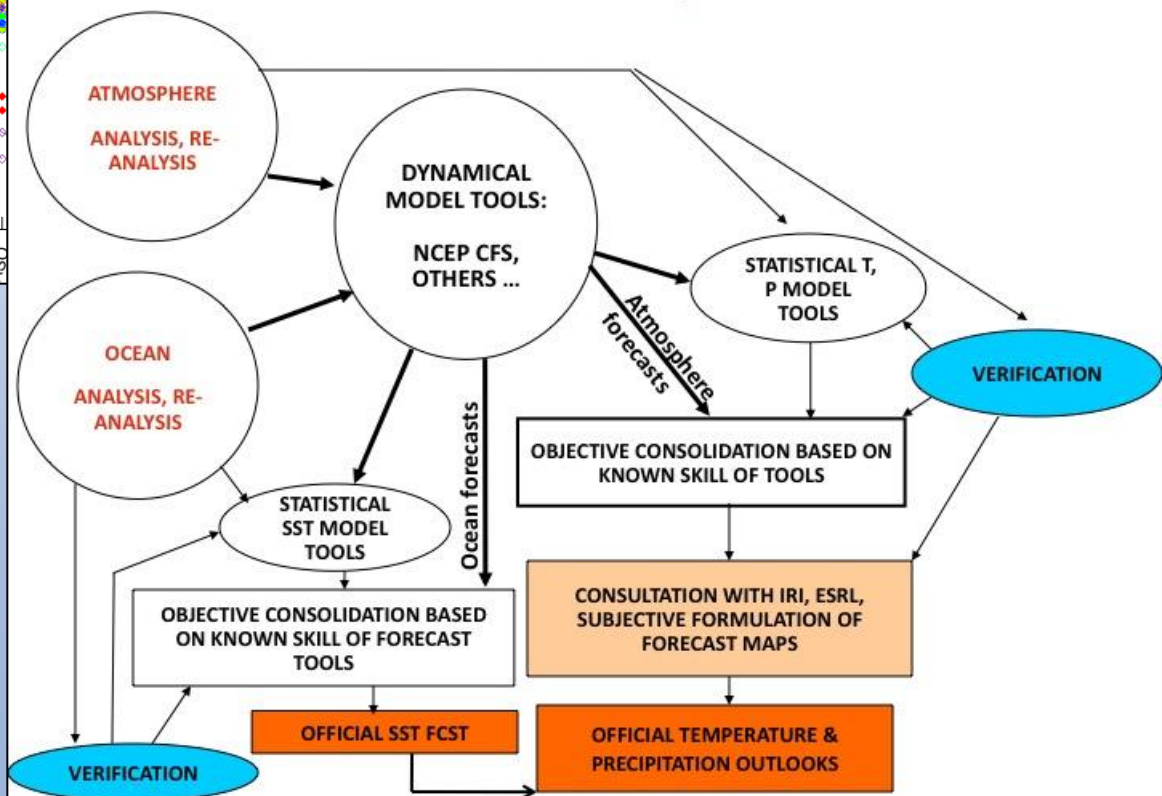 ATMOSPHERE
ANALYSIS, RE-
ANALYSIS
DYNAMICAL
MODEL TOOLS:
NCEP CFS,
OTHERS ...
STATISTICAL T,
P MODEL
TOOLS
OCEAN
ANALYSIS, RE-
ANALYSIS
Atmosphere
forecasts
VERIFICATION
OBJECTIVE CONSOLIDATION BASED ON
KNOWN SKILL OF TOOLS
Ocean forecasts
STATISTICAL
SST MODEL
TOOLS
OBJECTIVE CONSOLIDATION BASED
ON KNOWN SKILL OF FORECAST
TOOLS
CONSULTATION WITH IRI, ESRL,
SUBJECTIVE FORMULATION OF
FORECAST MAPS
OFFICIAL SST FCST
OFFICIAL TEMPERATURE &
PRECIPITATION OUTLOOKS
VERIFICATION